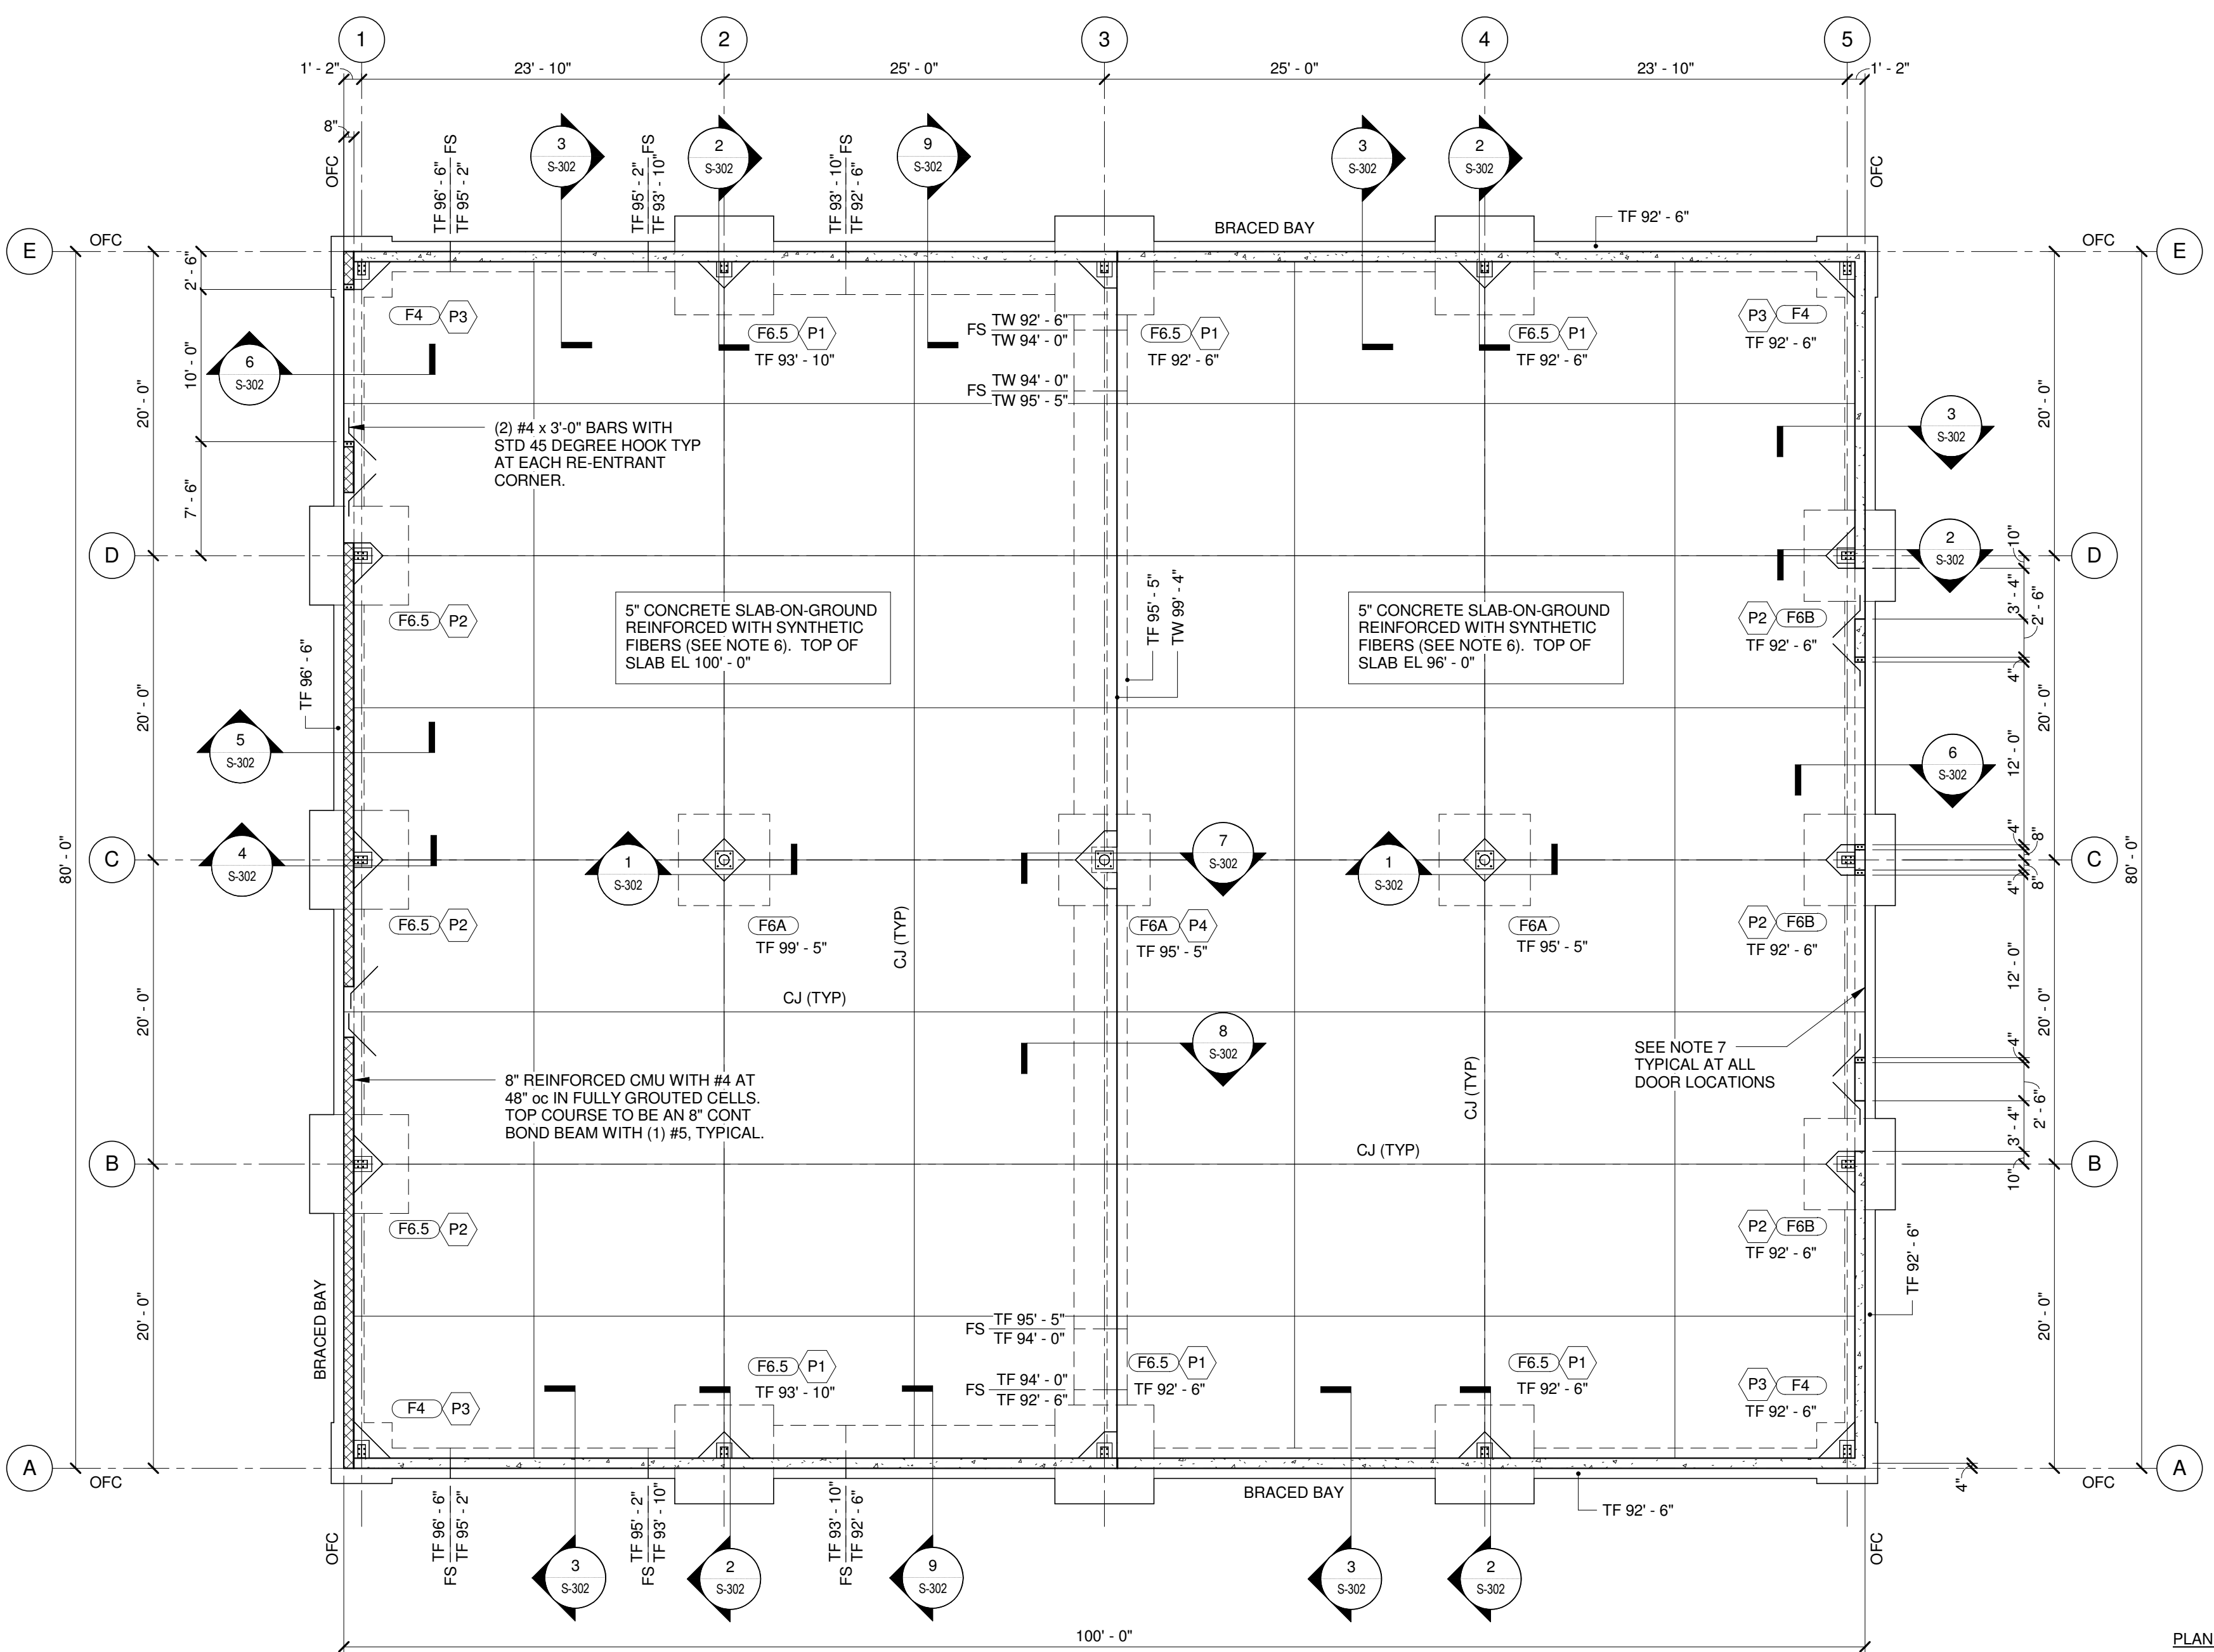 1
2
3
4
5
1' - 2"
23' - 10"
25' - 0"
25' - 0"
23' - 10"
1' - 2"
8"
OFC
TF 96' - 6"
TF 95' - 2"
FS
3
S-302
TF 95' - 2"
TF 93' - 10"
FS
2
S-302
TF 93' - 10"
TF 92' - 6"
FS
9
S-302
3
S-302
2
S-302
OFC
BRACED BAY
TF 92' - 6"
E
OFC
OFC
E
2' - 6"
F4
P3
F6.5
P1
TF 93' - 10"
FS
TW 92' - 6"
TW 94' - 0"
F6.5
P1
TF 92' - 6"
F6.5
P1
TF 92' - 6"
P3
F4
TF 92' - 6"
6
S-302
10' - 0"
20' - 0"
FS
TW 94' - 0"
TW 95' - 5"
20' - 0"
3
S-302
(2) #4 x 3'-0" BARS WITH
STD 45 DEGREE HOOK TYP
AT EACH RE-ENTRANT
CORNER.
7' - 6"
D
2
S-302
10"
D
F6.5
P2
5" CONCRETE SLAB-ON-GROUND
REINFORCED WITH SYNTHETIC
FIBERS (SEE NOTE 6).  TOP OF
SLAB EL 100' - 0"
TF 95' - 5"
TW 99' - 4"
5" CONCRETE SLAB-ON-GROUND
REINFORCED WITH SYNTHETIC
FIBERS (SEE NOTE 6).  TOP OF
SLAB EL 96' - 0"
P2
F6B
TF 92' - 6"
3' - 4"
2' - 6"
4"
TF 96' - 6"
20' - 0"
20' - 0"
5
S-302
12' - 0"
6
S-302
80' - 0"
C
4
S-302
1
S-302
7
S-302
1
S-302
4"
8"
4"
8"
C
80' - 0"
F6.5
P2
F6A
TF 99' - 5"
CJ (TYP)
F6A
P4
TF 95' - 5"
F6A
TF 95' - 5"
P2
F6B
TF 92' - 6"
12' - 0"
20' - 0"
CJ (TYP)
20' - 0"
8
S-302
SEE NOTE 7
TYPICAL AT ALL
DOOR LOCATIONS
4"
8" REINFORCED CMU WITH #4 AT
48" oc IN FULLY GROUTED CELLS.
TOP COURSE TO BE AN 8" CONT
BOND BEAM WITH (1) #5, TYPICAL.
CJ (TYP)
2' - 6"
3' - 4"
B
CJ (TYP)
10"
B
F6.5
P2
P2
F6B
TF 92' - 6"
TF 92' - 6"
BRACED BAY
20' - 0"
20' - 0"
FS
TF 95' - 5"
TF 94' - 0"
F6.5
P1
TF 93' - 10"
FS
TF 94' - 0"
TF 92' - 6"
F6.5
P1
TF 92' - 6"
F6.5
P1
TF 92' - 6"
P3
F4
TF 92' - 6"
F4
P3
A
OFC
4"
OFC
A
BRACED BAY
TF 92' - 6"
OFC
FS
TF 96' - 6"
TF 95' - 2"
3
S-302
FS
TF 95' - 2"
TF 93' - 10"
2
S-302
FS
TF 93' - 10"
TF 92' - 6"
9
S-302
3
S-302
2
S-302
OFC
100' - 0"
PLAN